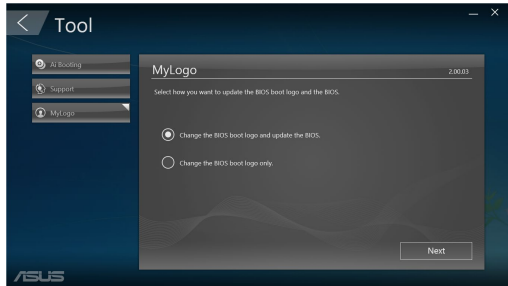 Tool
Ai Booting
Support
MyLogo
MyLogo
2.00.03
Select how you want to update the BIOS boot logo and the BIOS.
Change the BIOS boot logo and update the BIOS.
Change the BIOS boot logo only.
Next
ASUS